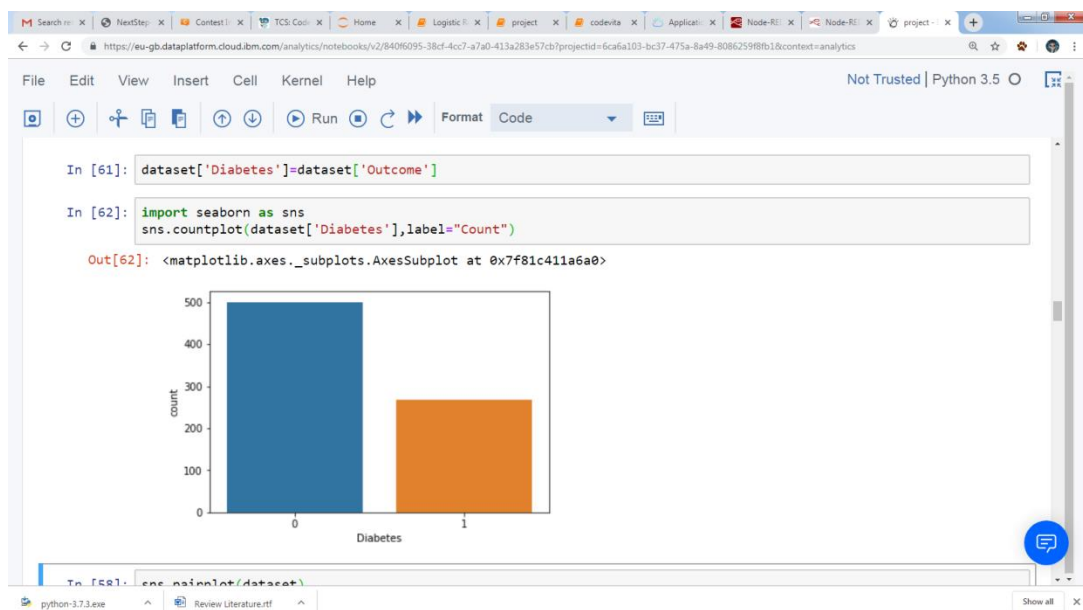 Search re
NextStep-
Contest I
TCS: Code
Home
Logistic R
project
codevita
Applicatio
Node-RE
Node-RE
project -
https://eu-gb.dataplatform.cloud.ibm.com/analytics/notebooks/v2/840f6095-38cf-4cc7-a7a0-413a283e57cb?projectid=6ca6a103-bc37-475a-8a49-8086259f8fb1&context=analytics
File Edit View Insert Cell Kernel Help Not Trusted | Python 3.5
Run Format Code
In [61]: dataset['Diabetes']=dataset['Outcome']
In [62]: import seaborn as sns
sns.countplot(dataset['Diabetes'],label="Count")
Out[62]: <matplotlib.axes._subplots.AxesSubplot at 0x7f81c411a6a0>
500
400
300
200
100
0
count
0 1
Diabetes
In [58]: sns.pairplot(dataset)
python-3.7.3.exe Review Literature.rtf Show all